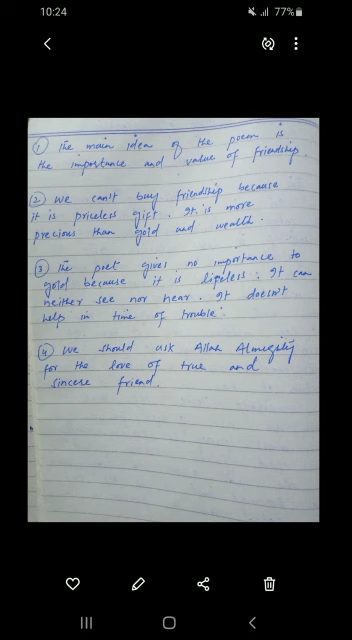 10:24
77%
(1) The main idea of the poem is
the importance and value of friendship.
(2) We can't buy friendship because
it is priceless gift. It is more
precious than gold and wealth.
(3) The poet gives no importance to
gold because it is lifeless. It can
neither see nor hear. It doesn't
help in time of trouble.
(4) We should ask Allah Almighty
for the love of true and
sincere friend.